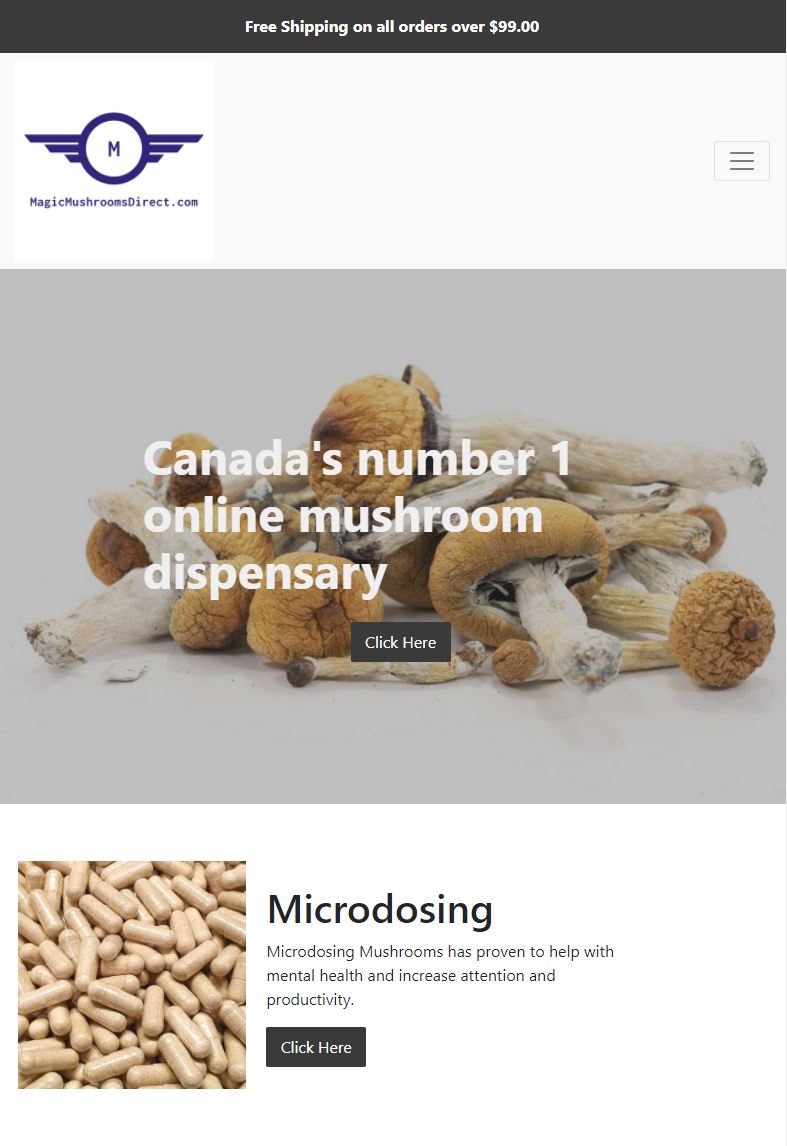 Free Shipping on all orders over $99.00
M
MagicMushroomsDirect.com
Canada's number 1
online mushroom
dispensary
Click Here
Microdosing
Microdosing Mushrooms has proven to help with
mental health and increase attention and
productivity.
Click Here